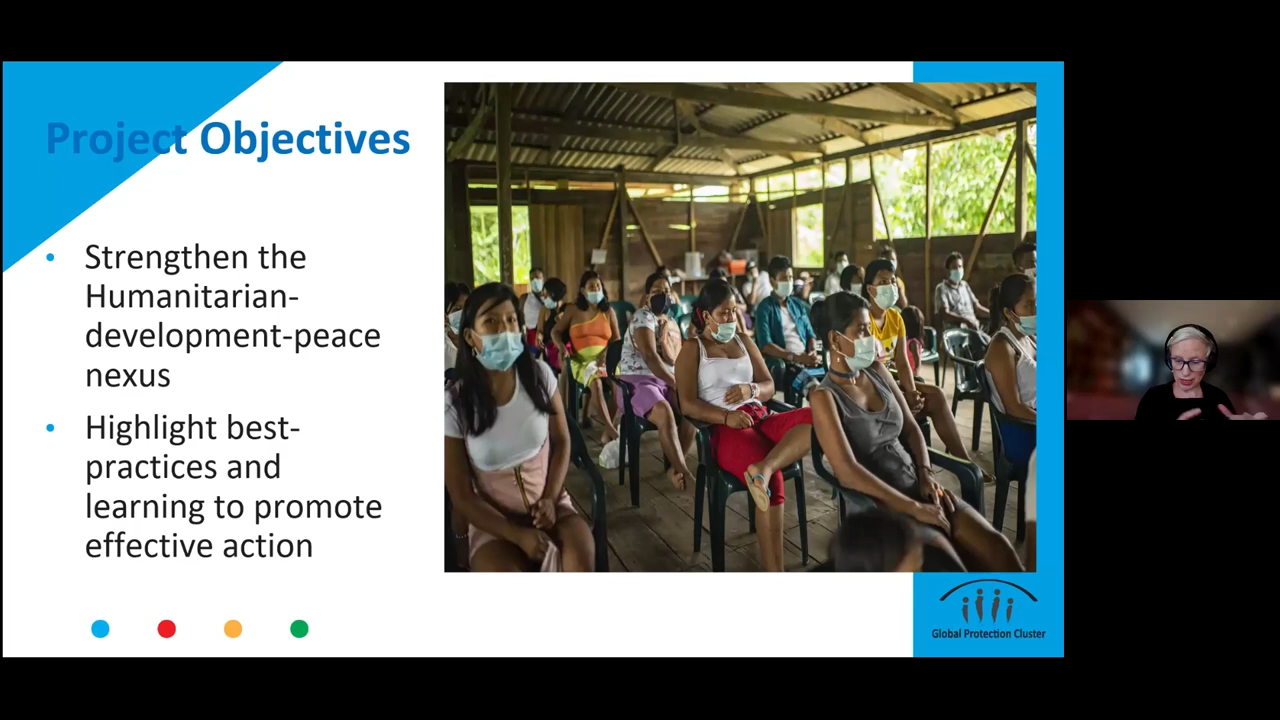 Project Objectives
• Strengthen the
Humanitarian-
development-peace
nexus
• Highlight best-
practices and
learning to promote
effective action
Global Protection Cluster